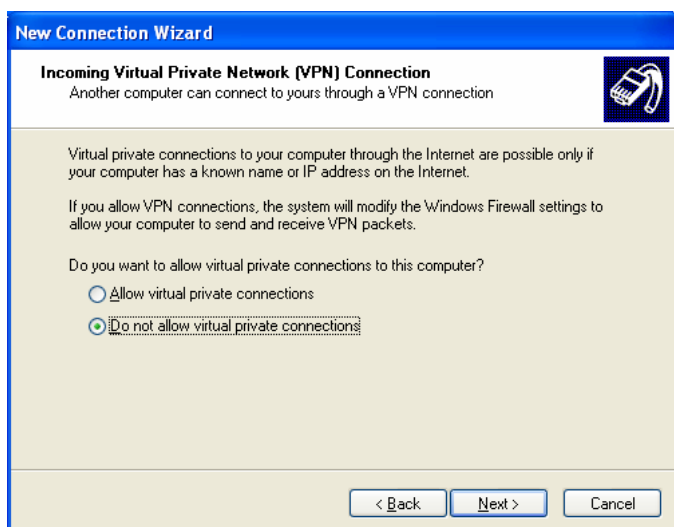 New Connection Wizard
Incoming Virtual Private Network (VPN) Connection
Another computer can connect to yours through a VPN connection
Virtual private connections to your computer through the Internet are possible only if
your computer has a known name or IP address on the Internet.
If you allow VPN connections, the system will modify the Windows Firewall settings to
allow your computer to send and receive VPN packets.
Do you want to allow virtual private connections to this computer?
Allow virtual private connections
Do not allow virtual private connections
< Back
Next >
Cancel